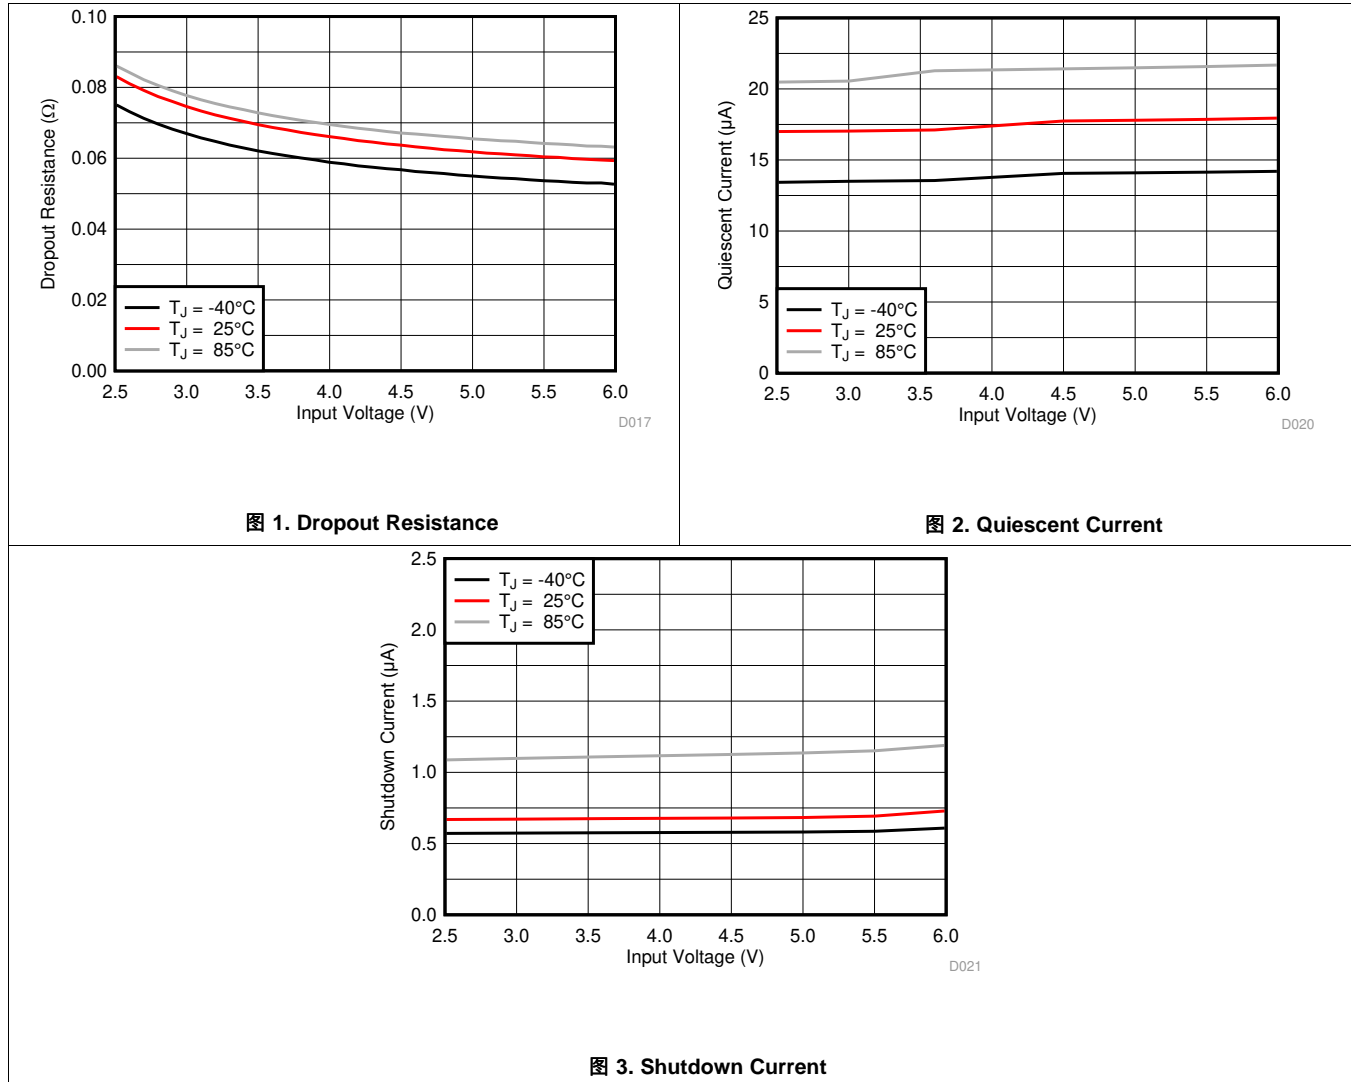 0.10
0.08
0.06
0.04
0.02
0.00
Dropout Resistance (Ω)
T_J = -40°C
T_J = 25°C
T_J = 85°C
2.5 3.0 3.5 4.0 4.5 5.0 5.5 6.0
Input Voltage (V)
D017
图 1. Dropout Resistance
25
20
15
10
5
0
Quiescent Current (µA)
T_J = -40°C
T_J = 25°C
T_J = 85°C
2.5 3.0 3.5 4.0 4.5 5.0 5.5 6.0
Input Voltage (V)
D020
图 2. Quiescent Current
2.5
2.0
1.5
1.0
0.5
0.0
Shutdown Current (µA)
T_J = -40°C
T_J = 25°C
T_J = 85°C
2.5 3.0 3.5 4.0 4.5 5.0 5.5 6.0
Input Voltage (V)
D021
图 3. Shutdown Current